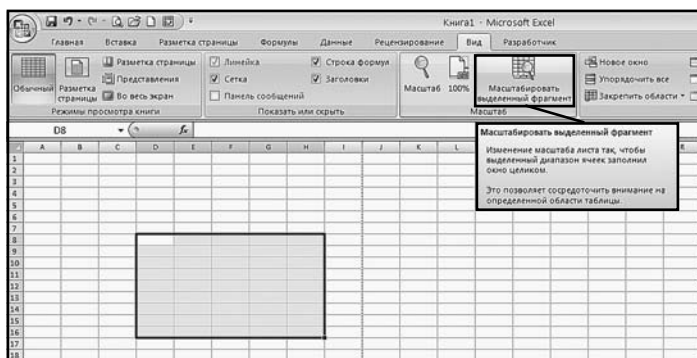 Книга1 - Microsoft Excel
Главная Вставка Разметка страницы Формулы Данные Рецензирование Вид Разработчик
Обычный
Разметка страницы
Разметка страницы
Представления
Во весь экран
Режимы просмотра книги
Линейка
Сетка
Панель сообщений
Строка формул
Заголовки
Показать или скрыть
Масштаб
100%
Масштабировать
выделенный фрагмент
Масштаб
Новое окно
Упорядочить все
Закрепить области
D8
fx
Масштабировать выделенный фрагмент
Изменение масштаба листа так, чтобы
выделенный диапазон ячеек заполнил
окно целиком.
Это позволяет сосредоточить внимание на
определенной области таблицы.
A B C D E F G H I J K L
1
2
3
4
5
6
7
8
9
10
11
12
13
14
15
16
17
18